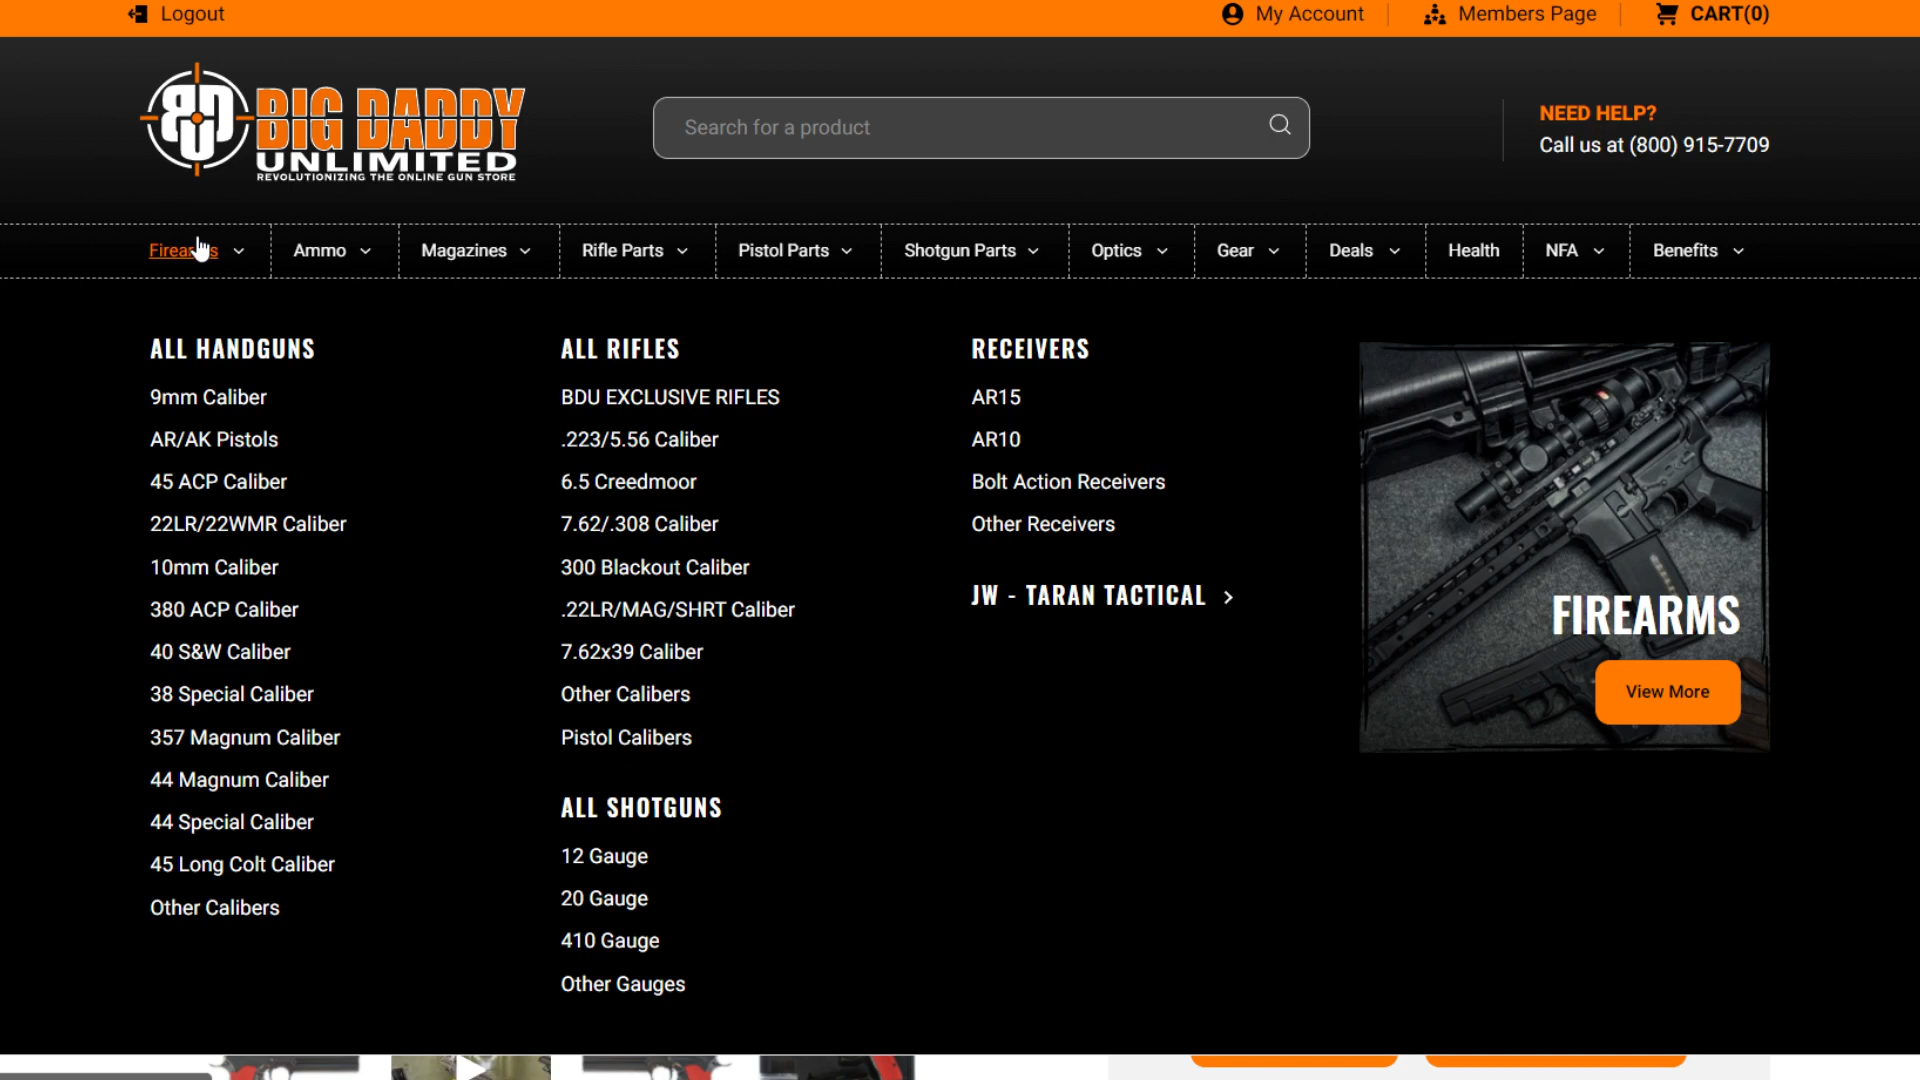 Logout
My Account
Members Page
CART(0)
BDU BIG DADDY
UNLIMITED
REVOLUTIONIZING THE ONLINE GUN STORE
Search for a product
NEED HELP?
Call us at (800) 915-7709
Firearms
Ammo
Magazines
Rifle Parts
Pistol Parts
Shotgun Parts
Optics
Gear
Deals
Health
NFA
Benefits
ALL HANDGUNS
9mm Caliber
AR/AK Pistols
45 ACP Caliber
22LR/22WMR Caliber
10mm Caliber
380 ACP Caliber
40 S&W Caliber
38 Special Caliber
357 Magnum Caliber
44 Magnum Caliber
44 Special Caliber
45 Long Colt Caliber
Other Calibers
ALL RIFLES
BDU EXCLUSIVE RIFLES
.223/5.56 Caliber
6.5 Creedmoor
7.62/.308 Caliber
300 Blackout Caliber
.22LR/MAG/SHRT Caliber
7.62x39 Caliber
Other Calibers
Pistol Calibers
ALL SHOTGUNS
12 Gauge
20 Gauge
410 Gauge
Other Gauges
RECEIVERS
AR15
AR10
Bolt Action Receivers
Other Receivers
JW - TARAN TACTICAL
FIREARMS
View More